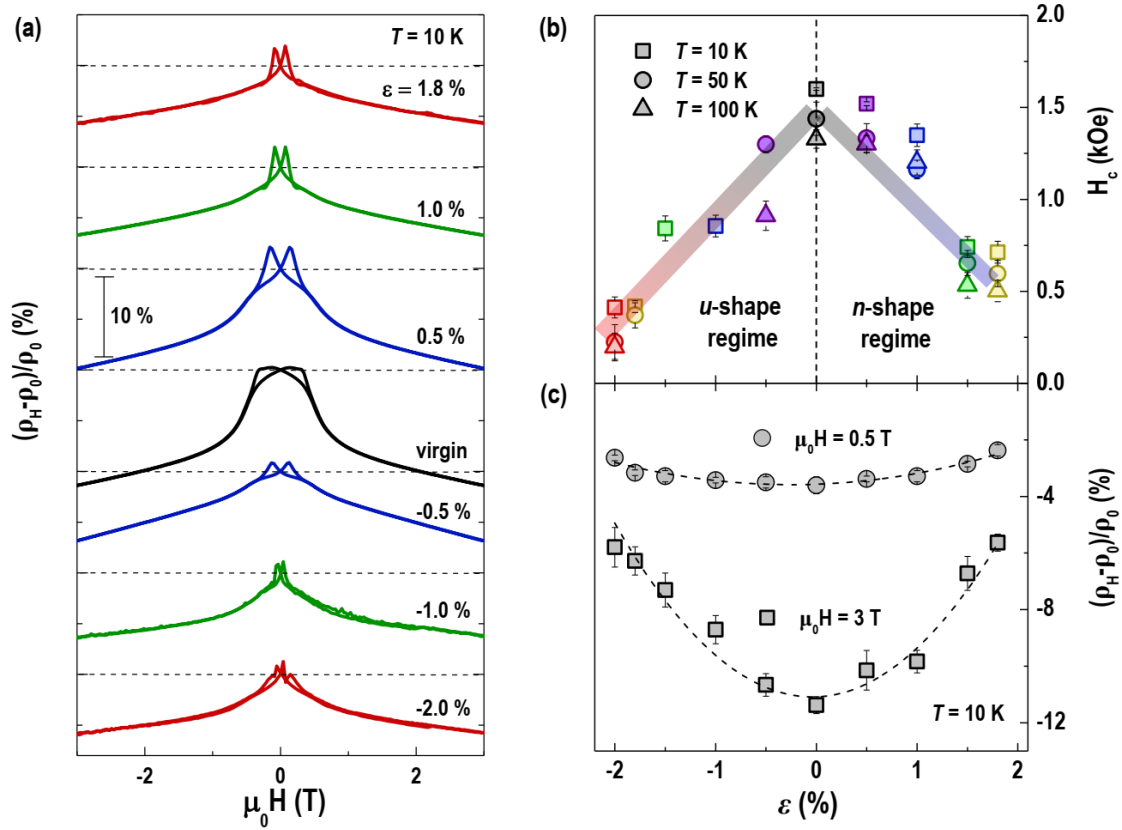 (a)
T = 10 K
ε = 1.8 %
1.0 %
10 %
0.5 %
virgin
-0.5 %
-1.0 %
-2.0 %
(ρH-ρ0)/ρ0 (%)
-2
0
2
μ0H (T)
(b)
T = 10 K
T = 50 K
T = 100 K
u-shape
regime
n-shape
regime
2.0
1.5
1.0
0.5
0.0
Hc (kOe)
(c)
μ0H = 0.5 T
μ0H = 3 T
T = 10 K
-4
-8
-12
(ρH-ρ0)/ρ0 (%)
-2
-1
0
1
2
ε (%)